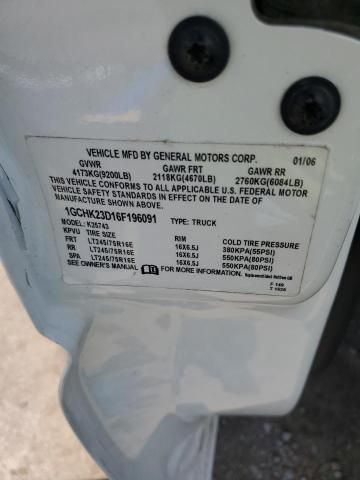 VEHICLE MFD BY GENERAL MOTORS CORP. 01/06
GVWR GAWR FRT GAWR RR
4173KG(9200LB) 2118KG(4670LB) 2760KG(6084LB)
THIS VEHICLE CONFORMS TO ALL APPLICABLE U.S. FEDERAL MOTOR
VEHICLE SAFETY STANDARDS IN EFFECT ON THE DATE OF
MANUFACTURE SHOWN ABOVE.
1GCHK23D16F196091 TYPE: TRUCK
MODEL: K25743
KPVU TIRE SIZE RIM COLD TIRE PRESSURE
FRT LT245/75R16E 16X6.5J 380KPA(55PSI)
RR LT245/75R16E 16X6.5J 550KPA(80PSI)
SPA LT245/75R16E 16X6.5J 550KPA(80PSI)
SEE OWNER'S MANUAL FOR MORE INFORMATION.
F 149